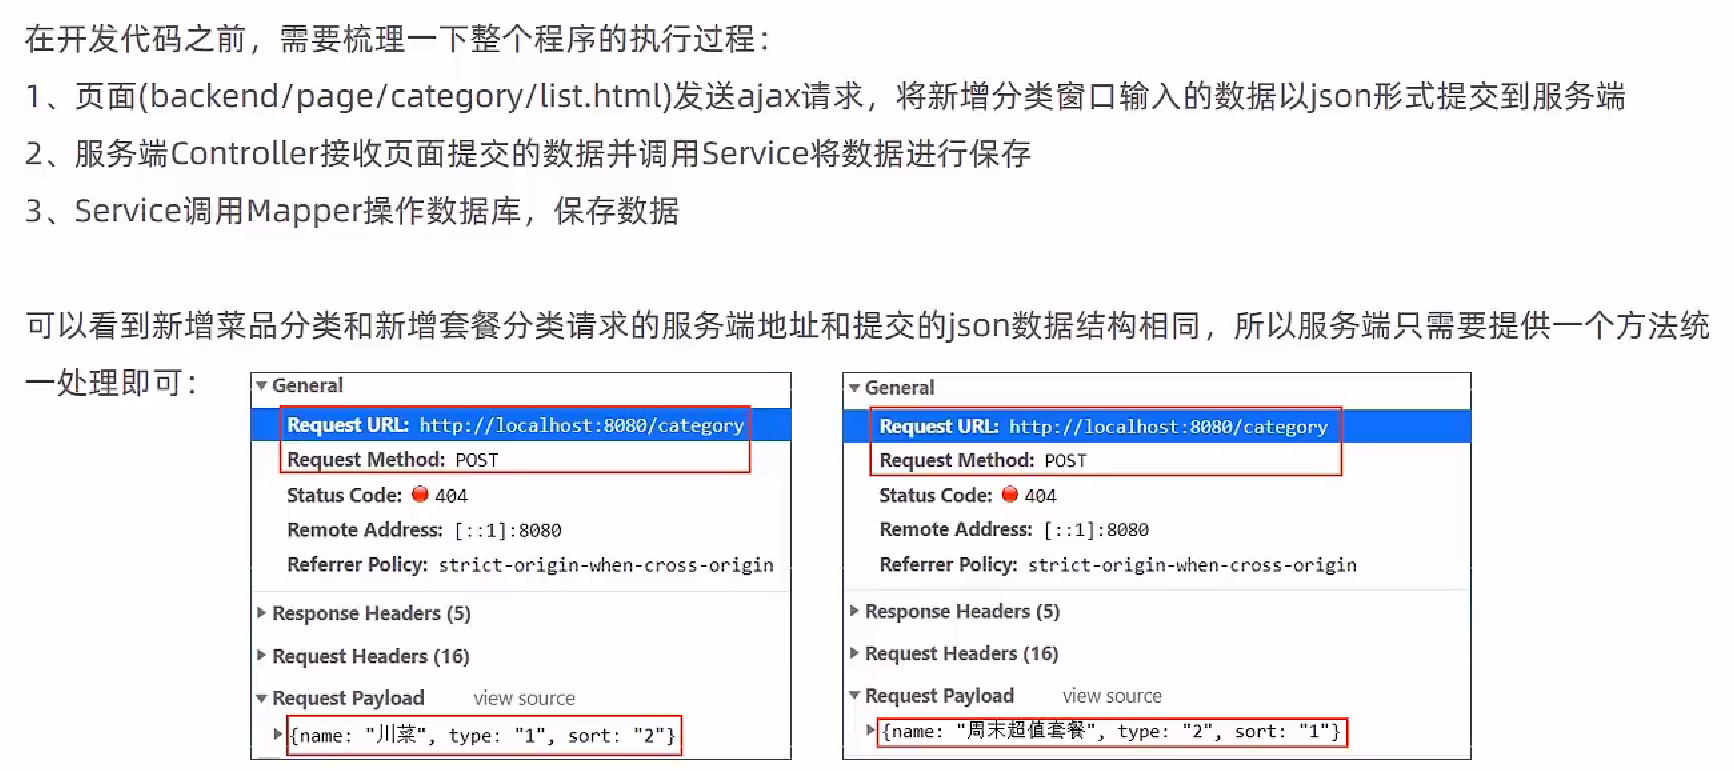 在开发代码之前，需要梳理一下整个程序的执行过程：
1、页面(backend/page/category/list.html)发送ajax请求，将新增分类窗口输入的数据以json形式提交到服务端
2、服务端Controller接收页面提交的数据并调用Service将数据进行保存
3、Service调用Mapper操作数据库，保存数据
可以看到新增菜品分类和新增套餐分类请求的服务端地址和提交的json数据结构相同，所以服务端只需要提供一个方法统
一处理即可：
General
Request URL: http://localhost:8080/category
Request Method: POST
Status Code: 404
Remote Address: [::1]:8080
Referrer Policy: strict-origin-when-cross-origin
Response Headers (5)
Request Headers (16)
Request Payload view source
{name: "川菜", type: "1", sort: "2"}
General
Request URL: http://localhost:8080/category
Request Method: POST
Status Code: 404
Remote Address: [::1]:8080
Referrer Policy: strict-origin-when-cross-origin
Response Headers (5)
Request Headers (16)
Request Payload view source
{name: "周末超值套餐", type: "2", sort: "1"}